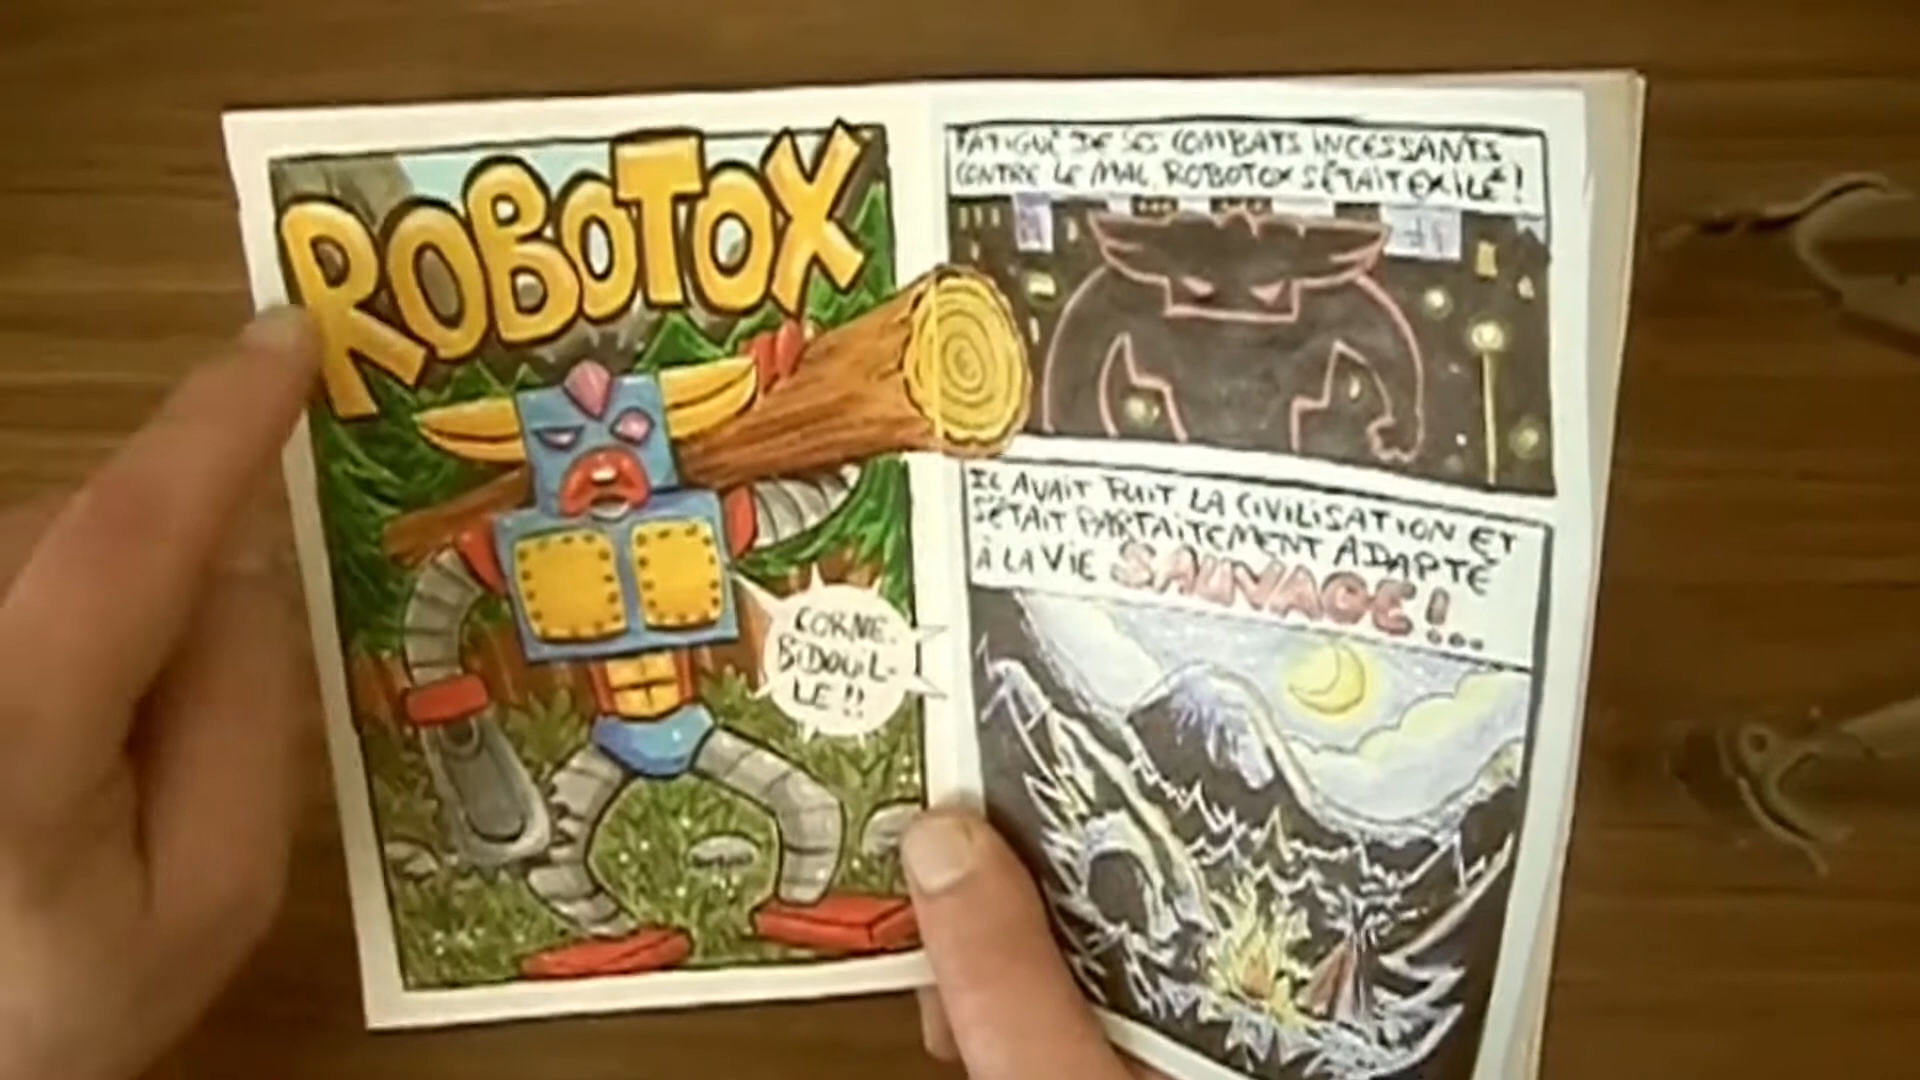 ROBOTOX
CORNE-
BIDOUIL-
LE !!
FATIGUÉ DE SES COMBATS INCESSANTS
CONTRE LE MAL, ROBOTOX S'ÉTAIT EXILÉ !
IL AVAIT FUIT LA CIVILISATION ET
S'ÉTAIT PARFAITEMENT ADAPTÉ
À LA VIE SAUVAGE !...